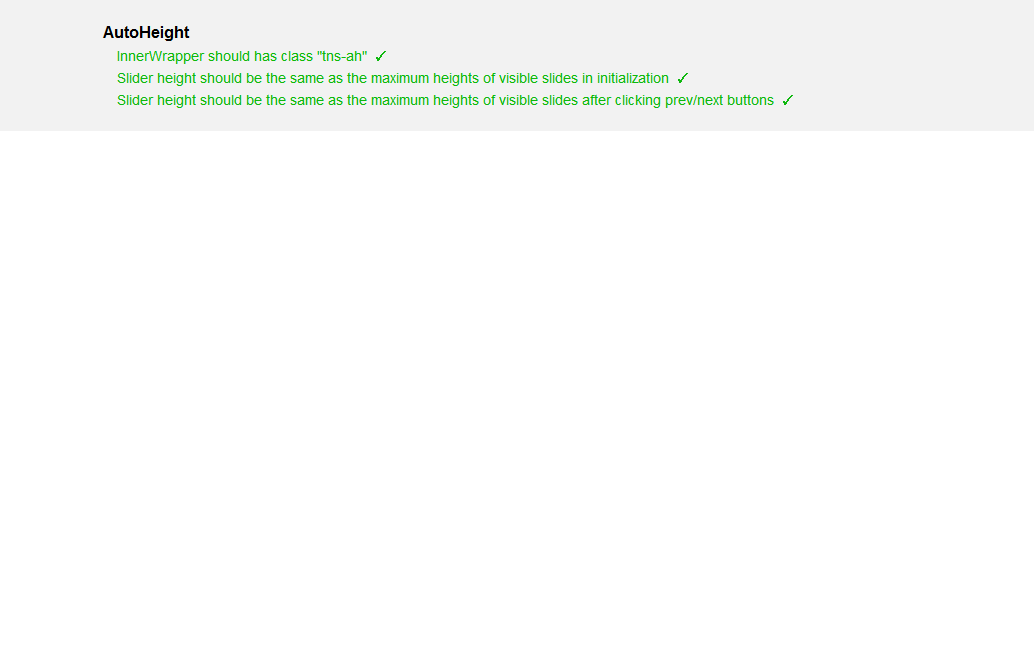 AutoHeight
InnerWrapper should has class "tns-ah" ✓
Slider height should be the same as the maximum heights of visible slides in initialization ✓
Slider height should be the same as the maximum heights of visible slides after clicking prev/next buttons ✓